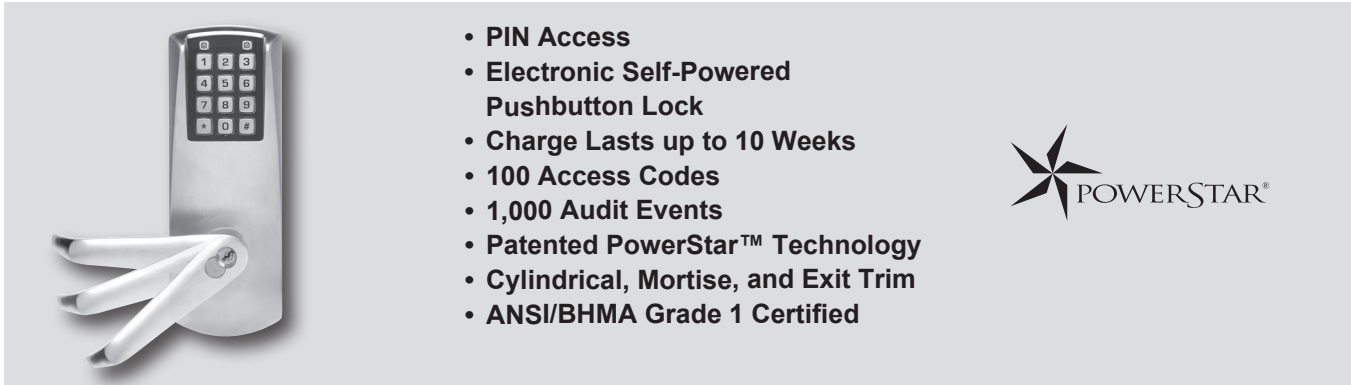 1 2 3
4 5 6
7 8 9
* 0 #
• PIN Access
• Electronic Self-Powered
Pushbutton Lock
• Charge Lasts up to 10 Weeks
• 100 Access Codes
• 1,000 Audit Events
• Patented PowerStar™ Technology
• Cylindrical, Mortise, and Exit Trim
• ANSI/BHMA Grade 1 Certified
POWERSTAR®